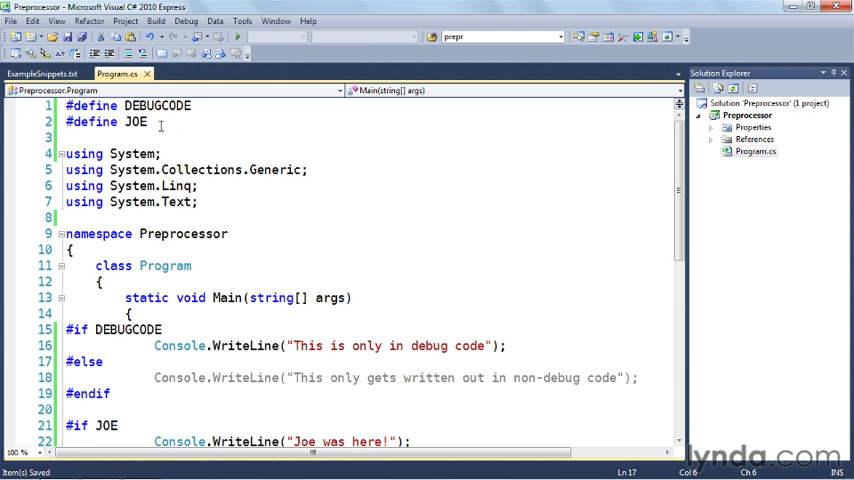 Preprocessor - Microsoft Visual C# 2010 Express
File Edit View Refactor Project Build Debug Data Tools Window Help
prepr
ExampleSnippets.txt Program.cs
Solution Explorer
Preprocessor.Program Main(string[] args)
Solution 'Preprocessor' (1 project)
Preprocessor
Properties
References
Program.cs
1 #define DEBUGCODE
2 #define JOE
3
4 using System;
5 using System.Collections.Generic;
6 using System.Linq;
7 using System.Text;
8
9 namespace Preprocessor
10 {
11 class Program
12 {
13 static void Main(string[] args)
14 {
15 #if DEBUGCODE
16 Console.WriteLine("This is only in debug code");
17 #else
18 Console.WriteLine("This only gets written out in non-debug code");
19 #endif
20
21 #if JOE
22 Console.WriteLine("Joe was here!");
100 %
lynda.com
Item(s) Saved Ln 17 Col 6 Ch 6 INS